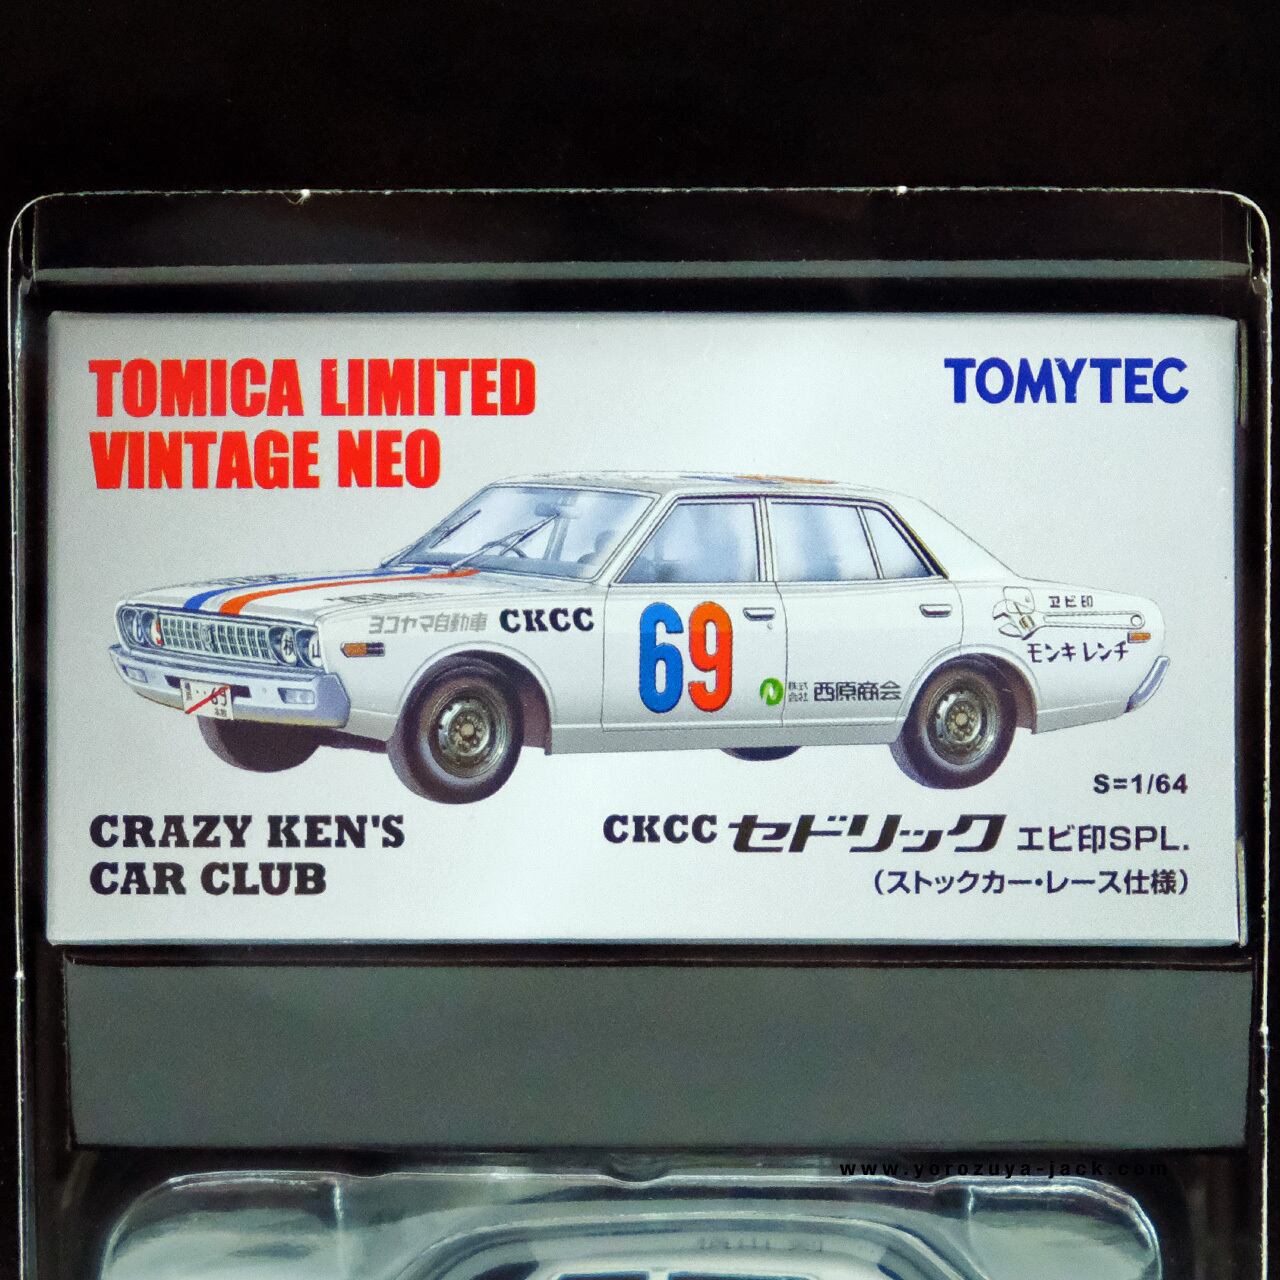 TOMICA LIMITED
VINTAGE NEO
TOMYTEC
ヨコヤマ自動車 CKCC
69
エビ印
モンキレンチ
株式会社 西原商会
S=1/64
CRAZY KEN'S
CAR CLUB
CKCC セドリック エビ印SPL.
(ストックカー・レース仕様)
www.yorozuya-jack.com